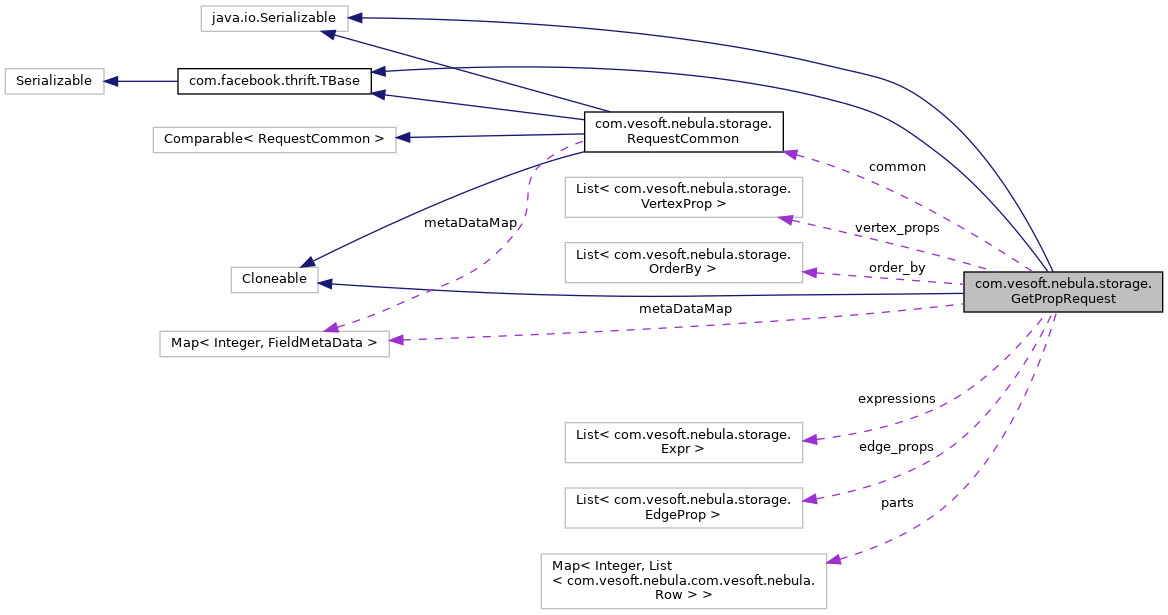 java.io.Serializable
Serializable
com.facebook.thrift.TBase
com.vesoft.nebula.storage.
RequestCommon
Comparable< RequestCommon >
common
List< com.vesoft.nebula.storage.
VertexProp >
metaDataMap
vertex_props
List< com.vesoft.nebula.storage.
OrderBy >
order_by
Cloneable
com.vesoft.nebula.storage.
GetPropRequest
metaDataMap
Map< Integer, FieldMetaData >
expressions
List< com.vesoft.nebula.storage.
Expr >
edge_props
List< com.vesoft.nebula.storage.
EdgeProp >
parts
Map< Integer, List
< com.vesoft.nebula.com.vesoft.nebula.
Row > >